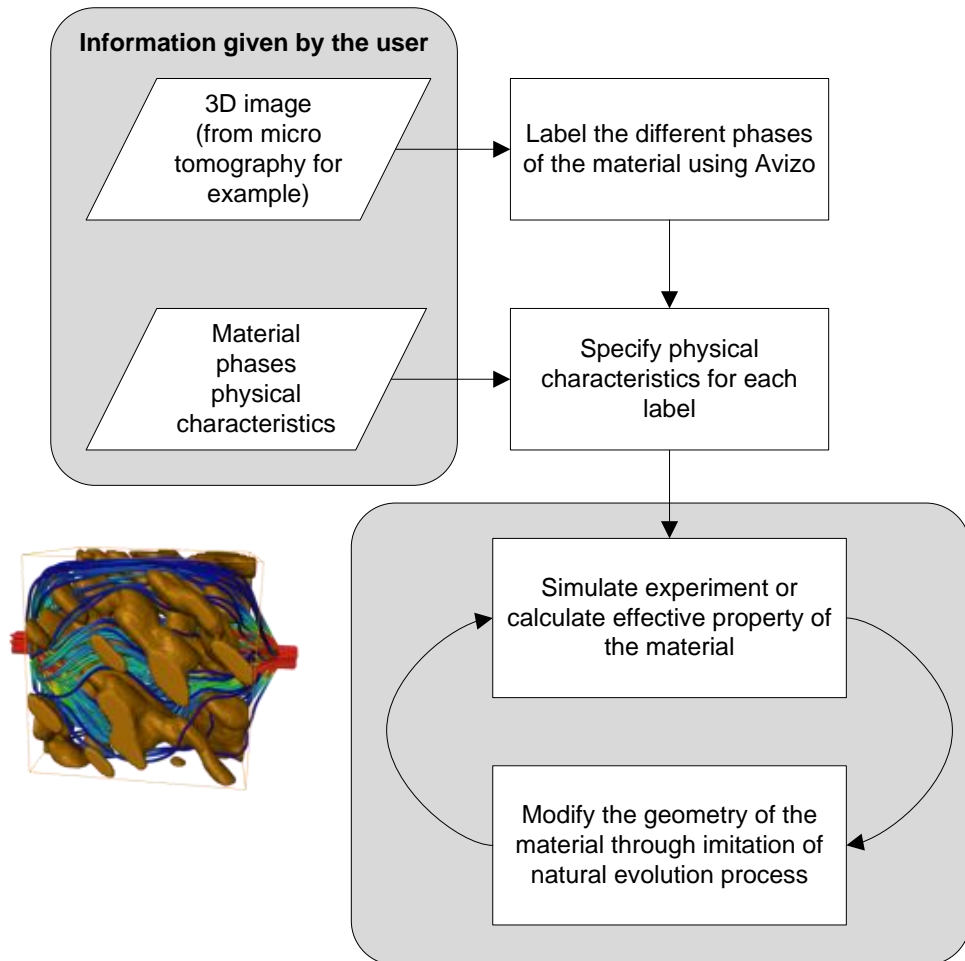 Information given by the user
3D image
(from micro
tomography for
example)
Label the different phases
of the material using Avizo
Material
phases
physical
characteristics
Specify physical
characteristics for each
label
Simulate experiment or
calculate effective property of
the material
Modify the geometry of the
material through imitation of
natural evolution process